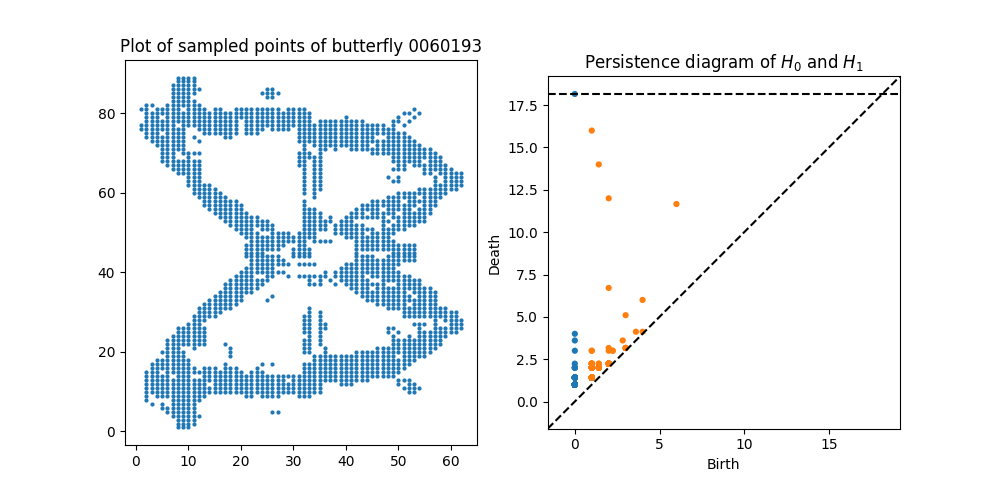 Plot of sampled points of butterfly 0060193
80
60
40
20
0
0 10 20 30 40 50 60
Persistence diagram of $H_0$ and $H_1$
Death
17.5
15.0
12.5
10.0
7.5
5.0
2.5
0.0
0 5 10 15
Birth